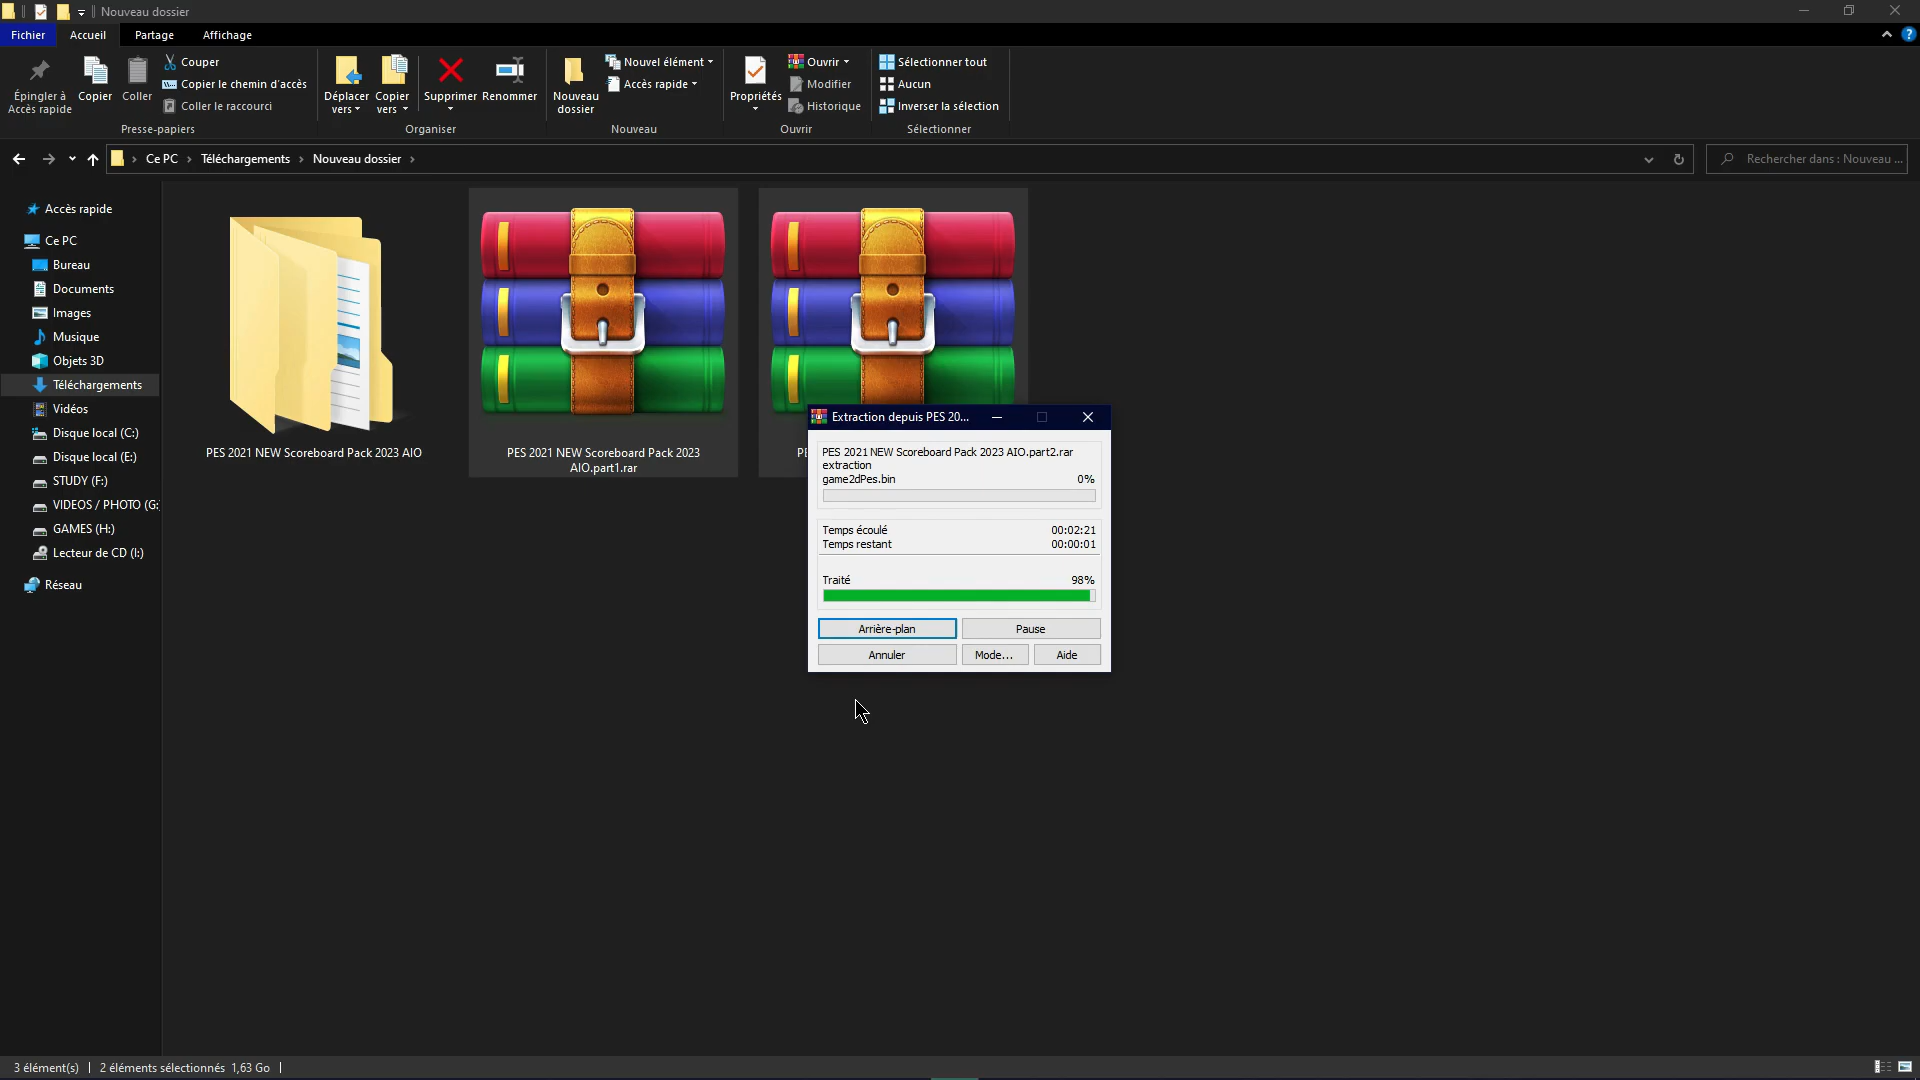 Nouveau dossier
Fichier
Accueil
Partage
Affichage
Épingler à
Accès rapide
Copier
Coller
Couper
Copier le chemin d'accès
Coller le raccourci
Presse-papiers
Déplacer
vers
Copier
vers
Supprimer
Renommer
Organiser
Nouveau
dossier
Nouvel élément
Accès rapide
Nouveau
Propriétés
Ouvrir
Modifier
Historique
Ouvrir
Sélectionner tout
Aucun
Inverser la sélection
Sélectionner
Ce PC
Téléchargements
Nouveau dossier
Rechercher dans : Nouveau ...
Accès rapide
Ce PC
Bureau
Documents
Images
Musique
Objets 3D
Téléchargements
Vidéos
Disque local (C:)
Disque local (E:)
STUDY (F:)
VIDEOS / PHOTO (G:
GAMES (H:)
Lecteur de CD (I:)
Réseau
PES 2021 NEW Scoreboard Pack 2023 AIO
PES 2021 NEW Scoreboard Pack 2023
AIO.part1.rar
PE
Extraction depuis PES 20...
PES 2021 NEW Scoreboard Pack 2023 AIO.part2.rar
extraction
game2dPes.bin 0%
Temps écoulé 00:02:21
Temps restant 00:00:01
Traité 98%
Arrière-plan
Pause
Annuler
Mode...
Aide
3 élément(s)
2 éléments sélectionnés 1,63 Go